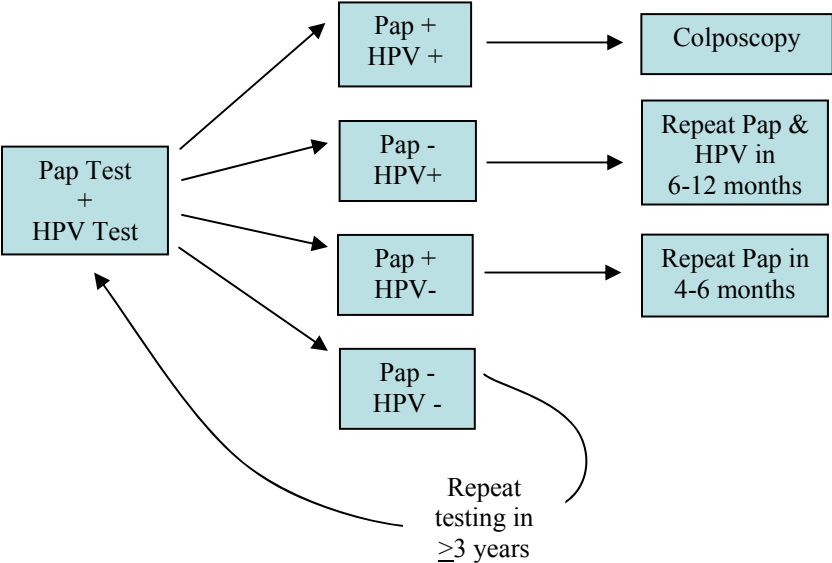 Pap Test
+
HPV Test
Pap +
HPV +
Colposcopy
Pap -
HPV+
Repeat Pap &
HPV in
6-12 months
Pap +
HPV-
Repeat Pap in
4-6 months
Pap -
HPV -
Repeat
testing in
≥3 years